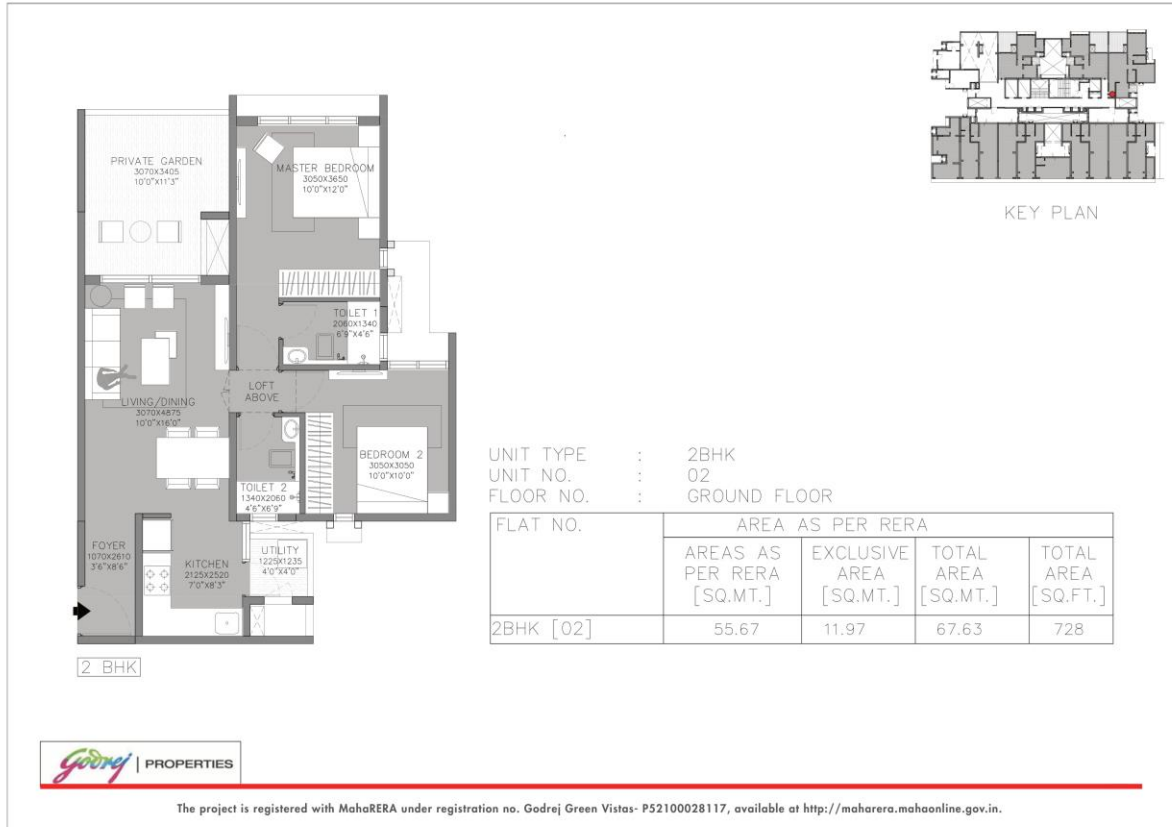 KEY PLAN
PRIVATE GARDEN
3070X3405
10'0"X11'3"
MASTER BEDROOM
3050X3650
10'0"X12'0"
TOILET 1
2060X1340
6'9"X4'6"
LOFT
ABOVE
LIVING/DINING
3070X4875
10'0"X16'0"
BEDROOM 2
3050X3050
10'0"X10'0"
TOILET 2
1340X2060
4'6"X6'9"
FOYER
1070X2610
3'6"X8'6"
KITCHEN
2125X2520
7'0"X8'3"
UTILITY
1225X1235
4'0"X4'0"
2 BHK
UNIT TYPE : 2BHK
UNIT NO. : 02
FLOOR NO. : GROUND FLOOR
FLAT NO. AREA AS PER RERA
AREAS AS PER RERA [SQ.MT.] EXCLUSIVE AREA [SQ.MT.] TOTAL AREA [SQ.MT.] TOTAL AREA [SQ.FT.]
2BHK [02] 55.67 11.97 67.63 728
Godrej | PROPERTIES
The project is registered with MahaRERA under registration no. Godrej Green Vistas- P52100028117, available at http://maharera.mahaonline.gov.in.